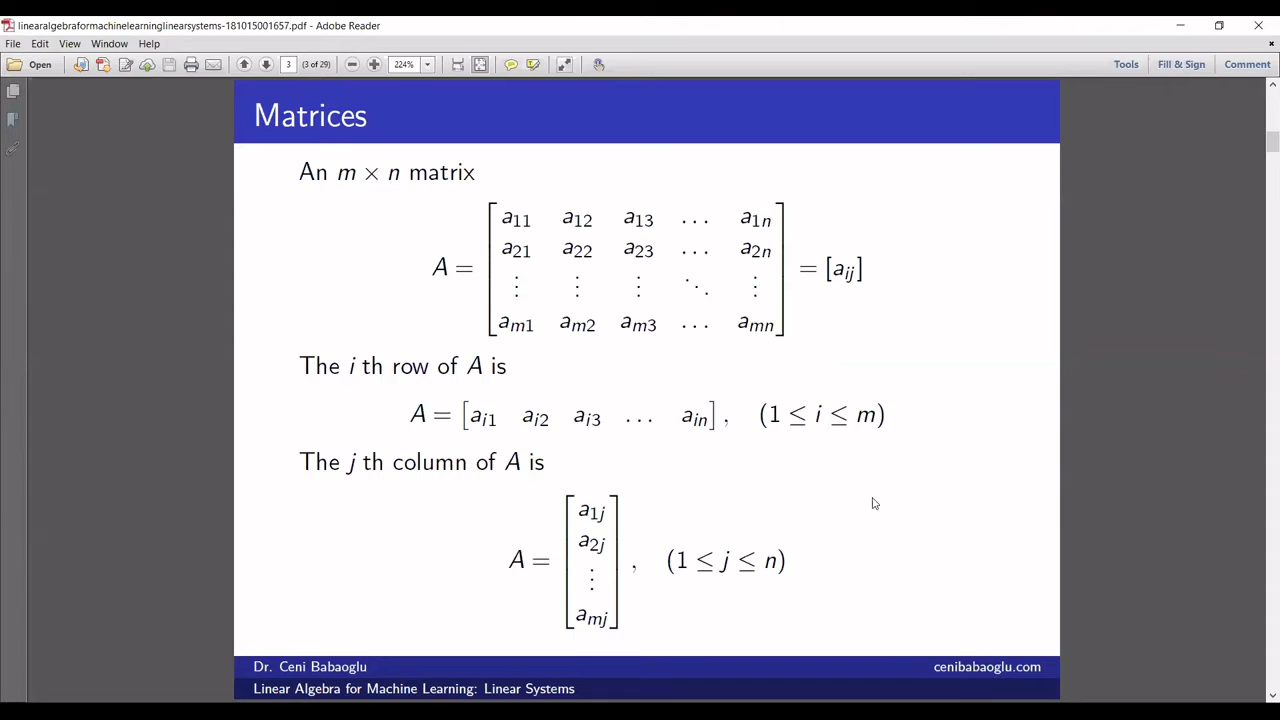 linearalgebraformachinelearninglinearsystems-181015001657.pdf - Adobe Reader
File Edit View Window Help
Open 3 (3 of 29) 224% Tools Fill & Sign Comment
Matrices
An m × n matrix
a11 a12 a13 ... a1n
a21 a22 a23 ... a2n
A = ⋮ ⋮ ⋮ ⋱ ⋮ = [aij]
am1 am2 am3 ... amn
The i th row of A is
A = [ai1 ai2 ai3 ... ain], (1 ≤ i ≤ m)
The j th column of A is
a1j
a2j
A = ⋮ , (1 ≤ j ≤ n)
amj
Dr. Ceni Babaoglu cenibabaoglu.com
Linear Algebra for Machine Learning: Linear Systems